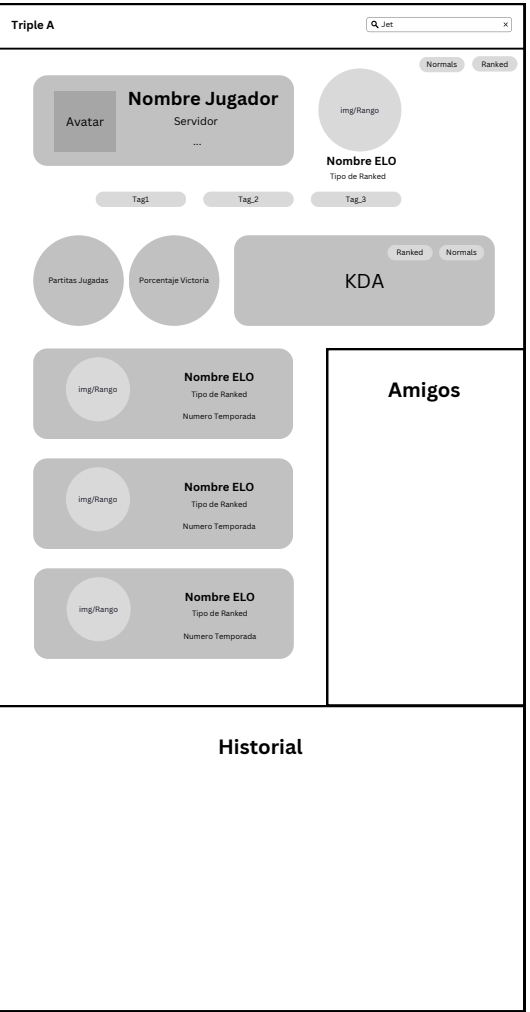 Triple A
Jet
×
Normals
Ranked
Avatar
Nombre Jugador
Servidor
...
img/Rango
Nombre ELO
Tipo de Ranked
Tag1
Tag_2
Tag_3
Partitas Jugadas
Porcentaje Victoria
Ranked
Normals
KDA
img/Rango
Nombre ELO
Tipo de Ranked
Numero Temporada
img/Rango
Nombre ELO
Tipo de Ranked
Numero Temporada
img/Rango
Nombre ELO
Tipo de Ranked
Numero Temporada
Amigos
Historial